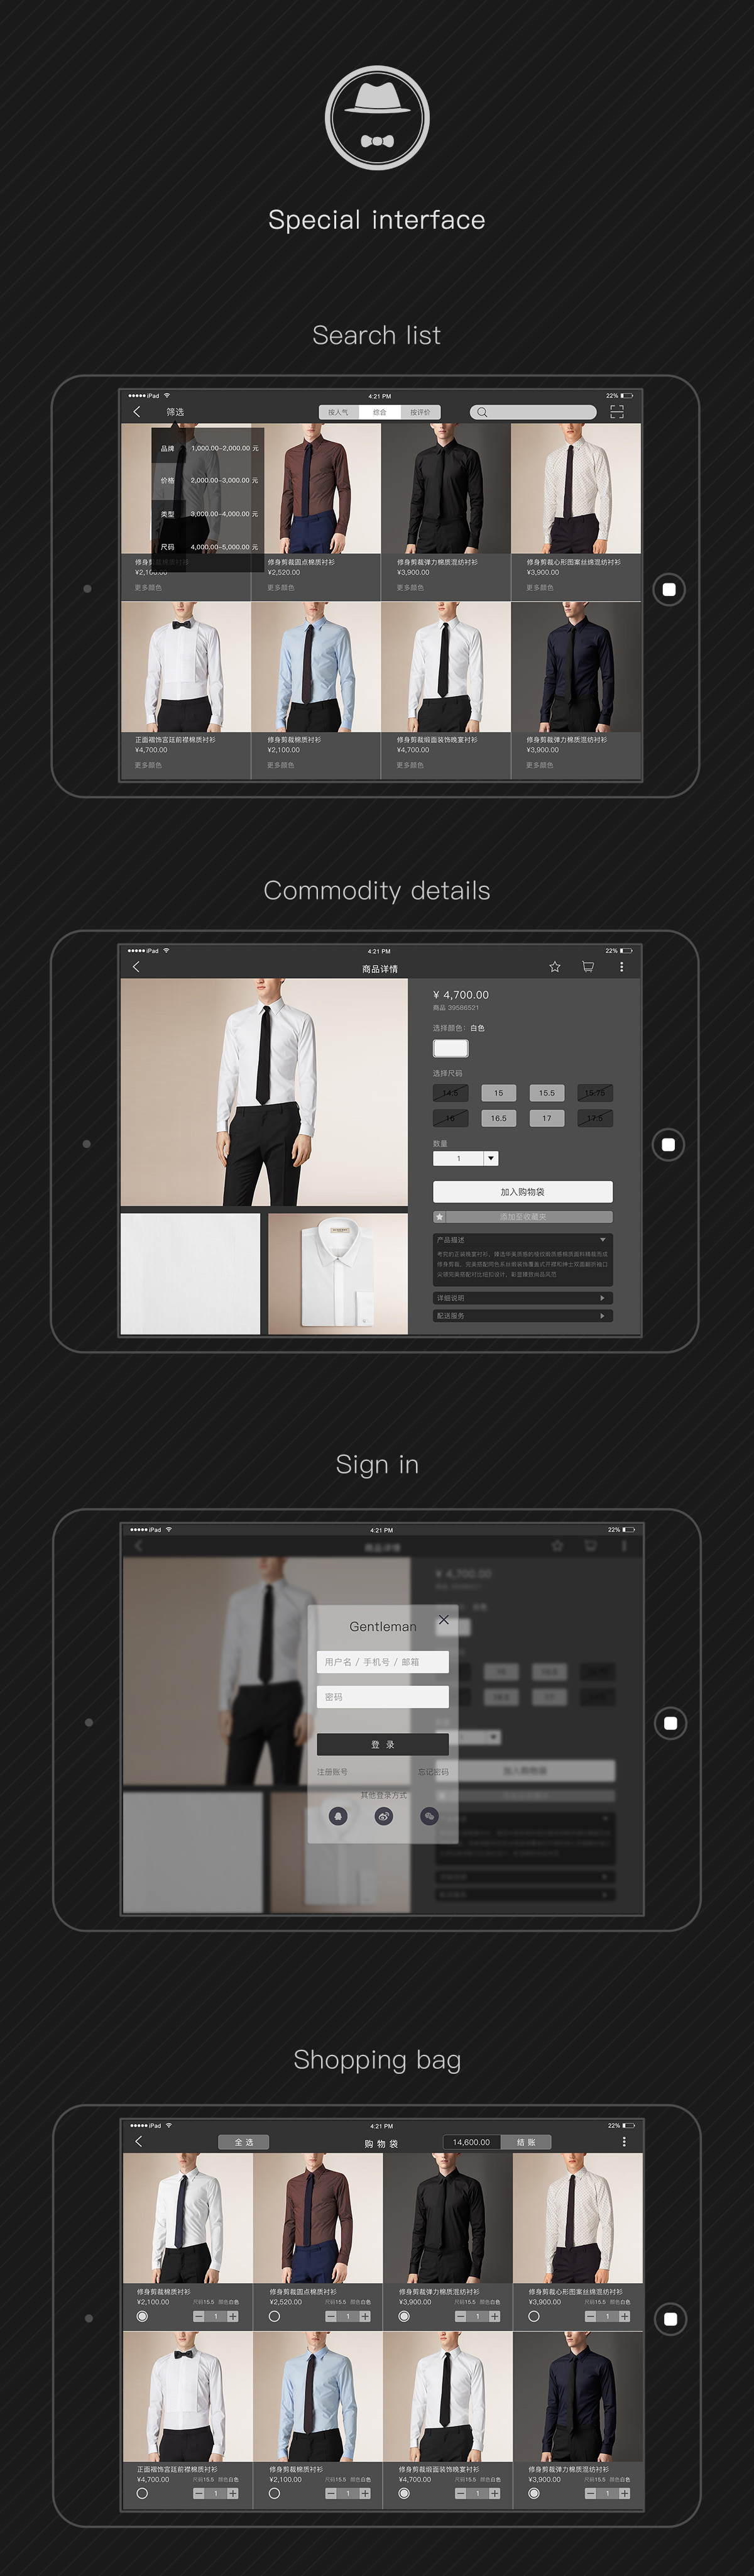 Special interface
Search list
iPad 4:21 PM 22%
筛选 按人气 综合 按评价
品牌 1,000.00-2,000.00 元
价格 2,000.00-3,000.00 元
类型 3,000.00-4,000.00 元
尺码 4,000.00-5,000.00 元
修身剪裁圆点棉质衬衫 修身剪裁弹力棉质混纺衬衫 修身剪裁心形图案丝绵混纺衬衫
¥2,100.00 ¥2,520.00 ¥3,900.00 ¥3,900.00
更多颜色 更多颜色 更多颜色 更多颜色
正面褶饰宫廷前襟棉质衬衫 修身剪裁棉质衬衫 修身剪裁缎面装饰晚宴衬衫 修身剪裁弹力棉质混纺衬衫
¥4,700.00 ¥2,100.00 ¥4,700.00 ¥3,900.00
更多颜色 更多颜色 更多颜色 更多颜色
Commodity details
iPad 4:21 PM 22%
商品详情
¥ 4,700.00
商品 39586521
选择颜色：白色
选择尺码
14.5 15 15.5 15.75
16 16.5 17 17.5
数量
1
加入购物袋
添加至收藏夹
产品描述
详细说明
配送服务
Sign in
iPad 4:21 PM 22%
商品详情
¥ 4,700.00
Gentleman
用户名 / 手机号 / 邮箱
密码
登 录
注册账号 忘记密码
其他登录方式
Shopping bag
iPad 4:21 PM 22%
全 选 购 物 袋 14,600.00 结 账
修身剪裁棉质衬衫 修身剪裁圆点棉质衬衫 修身剪裁弹力棉质混纺衬衫 修身剪裁心形图案丝绵混纺衬衫
¥2,100.00 尺码15.5 颜色白色 ¥2,520.00 尺码15.5 颜色白色 ¥3,900.00 尺码15.5 颜色白色 ¥3,900.00 尺码15.5 颜色白色
1 1 1 1
正面褶饰宫廷前襟棉质衬衫 修身剪裁棉质衬衫 修身剪裁缎面装饰晚宴衬衫 修身剪裁弹力棉质混纺衬衫
¥4,700.00 尺码15.5 颜色白色 ¥2,100.00 尺码15.5 颜色白色 ¥4,700.00 尺码15.5 颜色白色 ¥3,900.00 尺码15.5 颜色白色
1 1 1 1